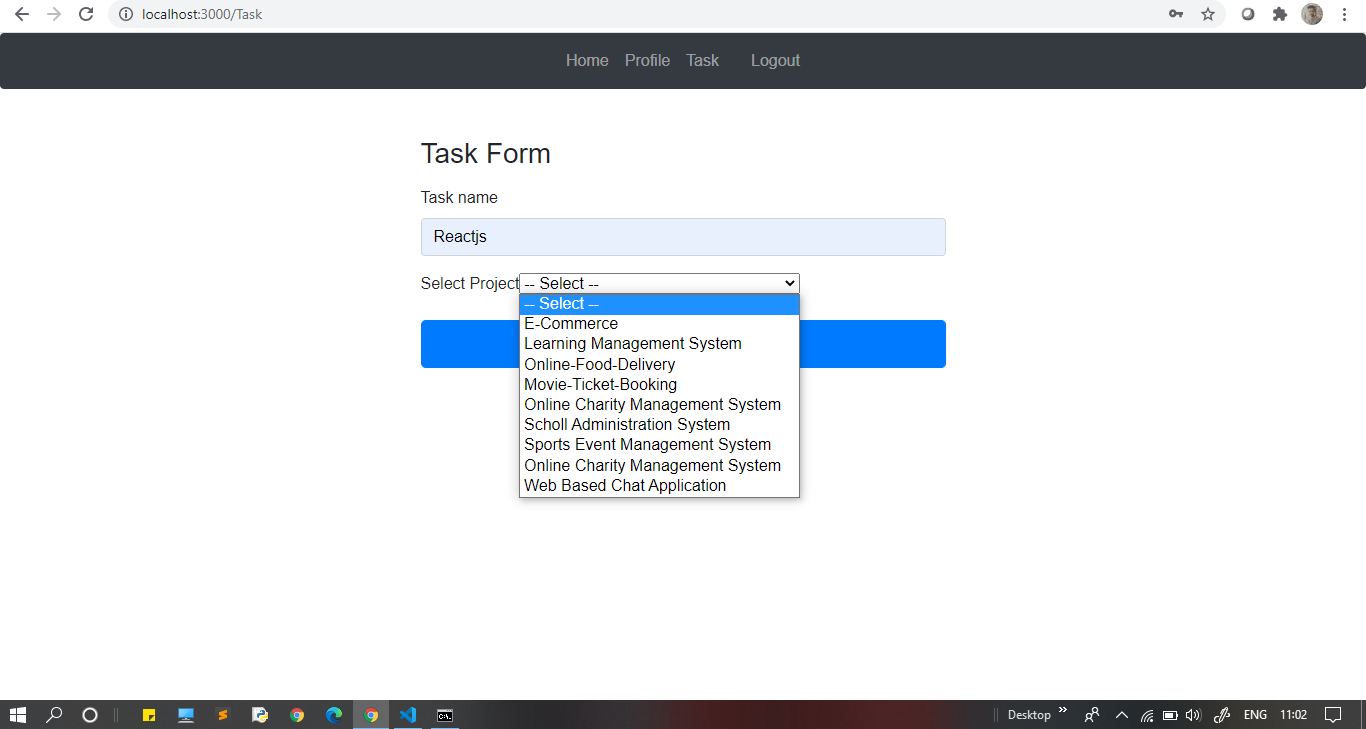 localhost:3000/Task
Home Profile Task Logout
Task Form
Task name
Reactjs
Select Project -- Select --
-- Select --
E-Commerce
Learning Management System
Online-Food-Delivery
Movie-Ticket-Booking
Online Charity Management System
Scholl Administration System
Sports Event Management System
Online Charity Management System
Web Based Chat Application
Desktop ENG 11:02